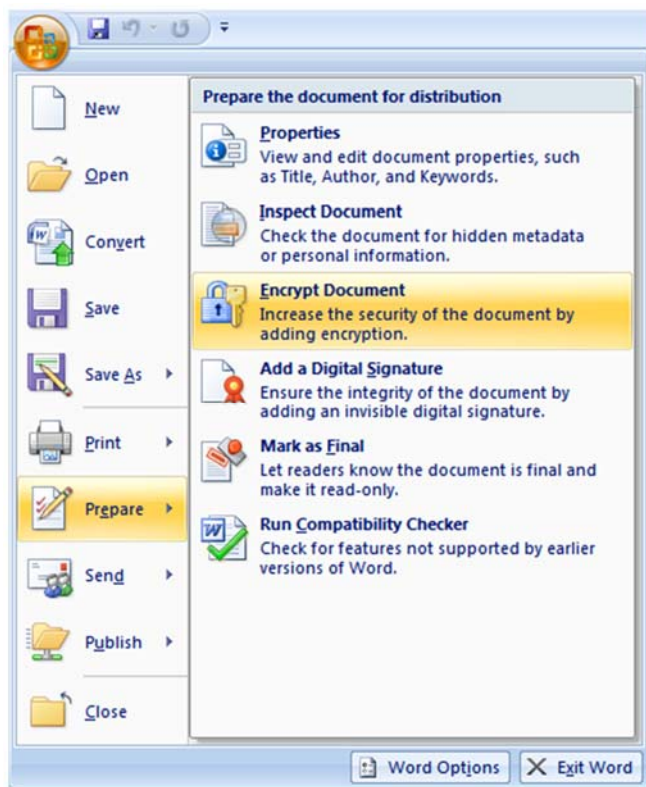 New
Open
Convert
Save
Save As
Print
Prepare
Send
Publish
Close
Prepare the document for distribution
Properties
View and edit document properties, such
as Title, Author, and Keywords.
Inspect Document
Check the document for hidden metadata
or personal information.
Encrypt Document
Increase the security of the document by
adding encryption.
Add a Digital Signature
Ensure the integrity of the document by
adding an invisible digital signature.
Mark as Final
Let readers know the document is final and
make it read-only.
Run Compatibility Checker
Check for features not supported by earlier
versions of Word.
Word Options
Exit Word